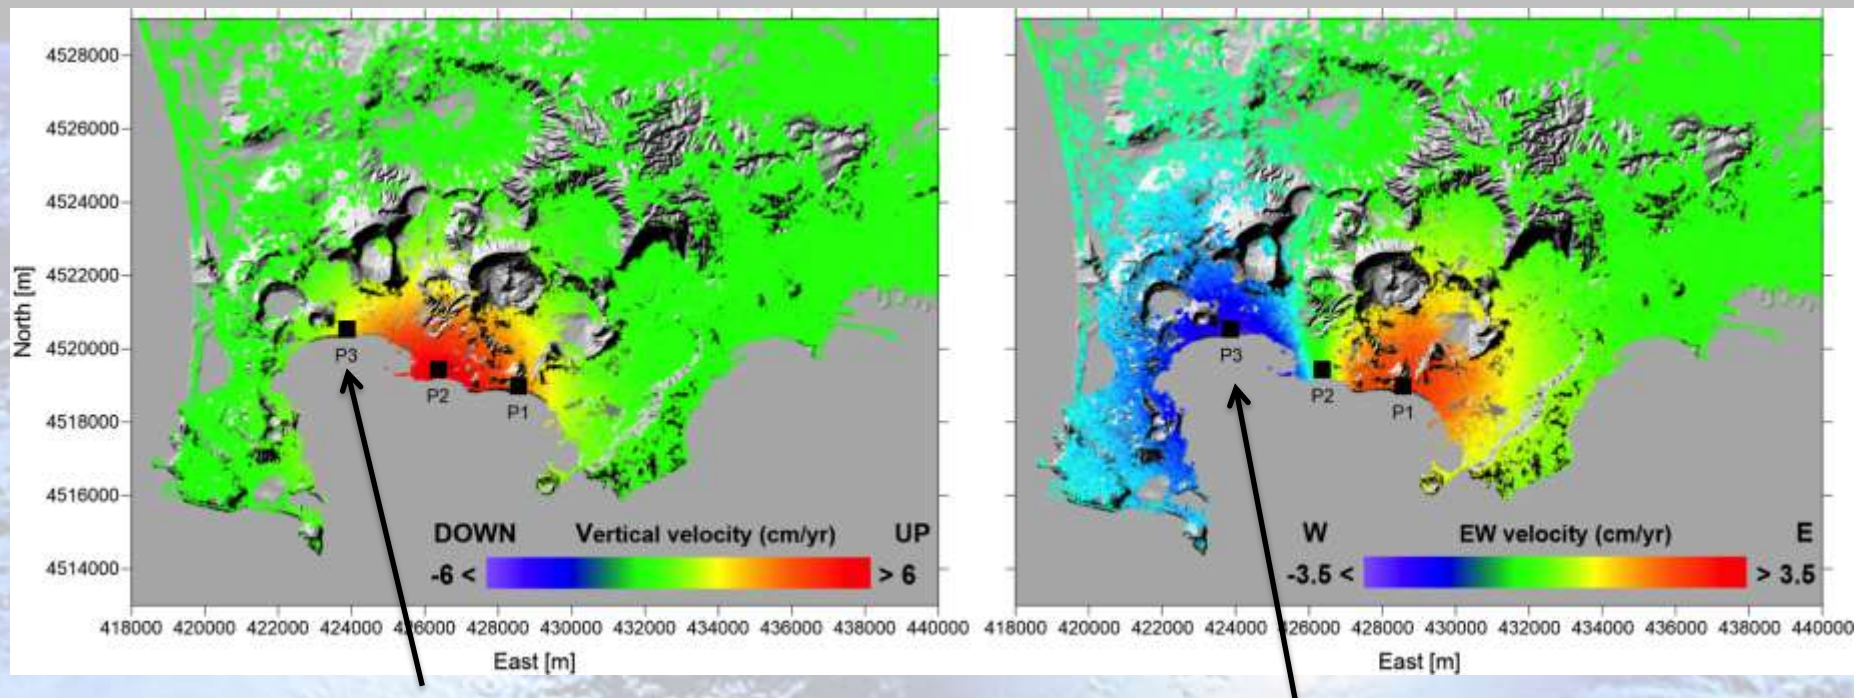 4528000
4526000
4524000
4522000
4520000
4518000
4516000
4514000
North [m]
P3
P2
P1
DOWN Vertical velocity (cm/yr) UP
-6 < > 6
418000 420000 422000 424000 426000 428000 430000 432000 434000 436000 438000 440000
East [m]
P3
P2
P1
W EW velocity (cm/yr) E
-3.5 < > 3.5
418000 420000 422000 424000 426000 428000 430000 432000 434000 436000 438000 440000
East [m]